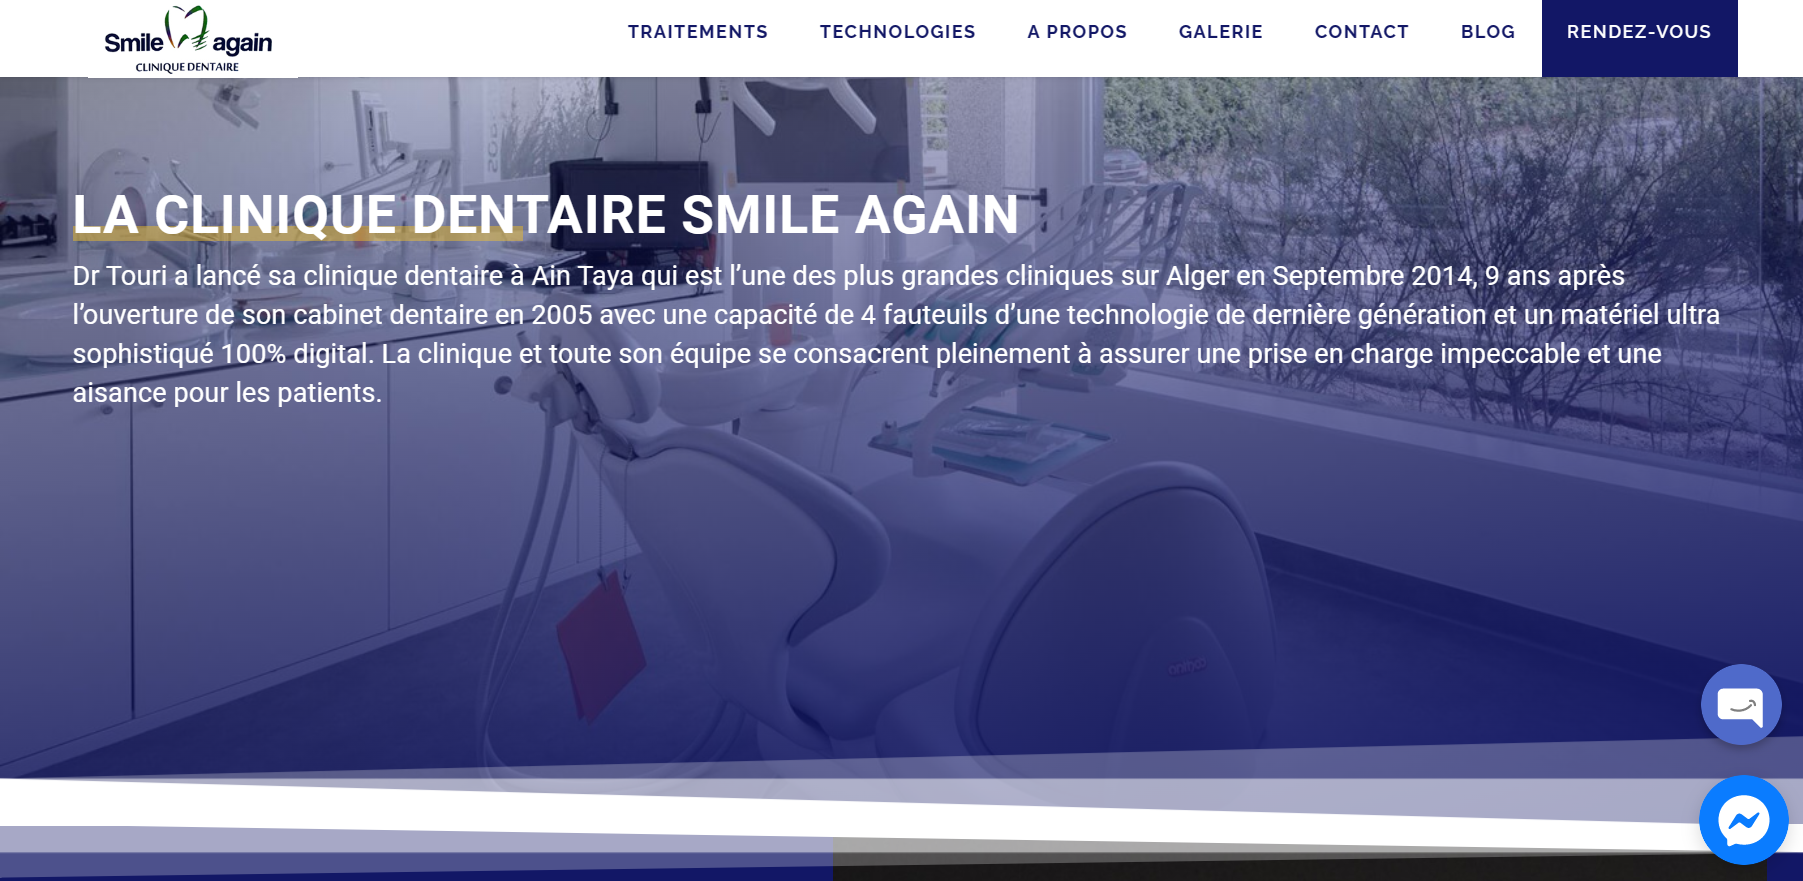 Smile again
CLINIQUE DENTAIRE
TRAITEMENTS
TECHNOLOGIES
A PROPOS
GALERIE
CONTACT
BLOG
RENDEZ-VOUS
LA CLINIQUE DENTAIRE SMILE AGAIN
Dr Touri a lancé sa clinique dentaire à Ain Taya qui est l’une des plus grandes cliniques sur Alger en Septembre 2014, 9 ans après
l’ouverture de son cabinet dentaire en 2005 avec une capacité de 4 fauteuils d’une technologie de dernière génération et un matériel ultra
sophistiqué 100% digital. La clinique et toute son équipe se consacrent pleinement à assurer une prise en charge impeccable et une
aisance pour les patients.